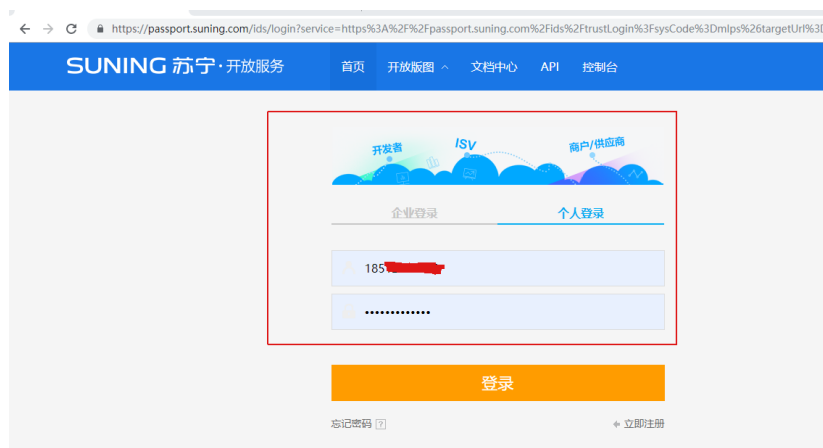 https://passport.suning.com/ids/login?service=https%3A%2F%2Fpassport.suning.com%2Fids%2FtrustLogin%3FsysCode%3Dmlps%26targetUrl%3D
SUNING 苏宁·开放服务 首页 开放版图 文档中心 API 控制台
开发者 ISV 商户/供应商
企业登录 个人登录
185
•••••••••••••
登录
忘记密码 ? 立即注册